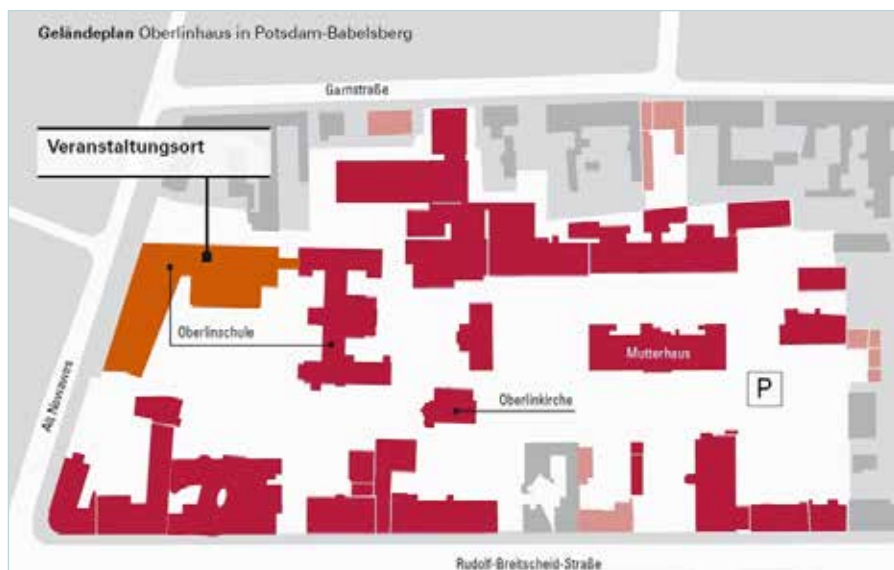 Geländeplan Oberlinhaus in Potsdam-Babelsberg
Garnstraße
Veranstaltungsort
Oberlinschule
Mutterhaus
P
Oberlinkirche
Alt Nowawes
Rudolf-Breitscheid-Straße